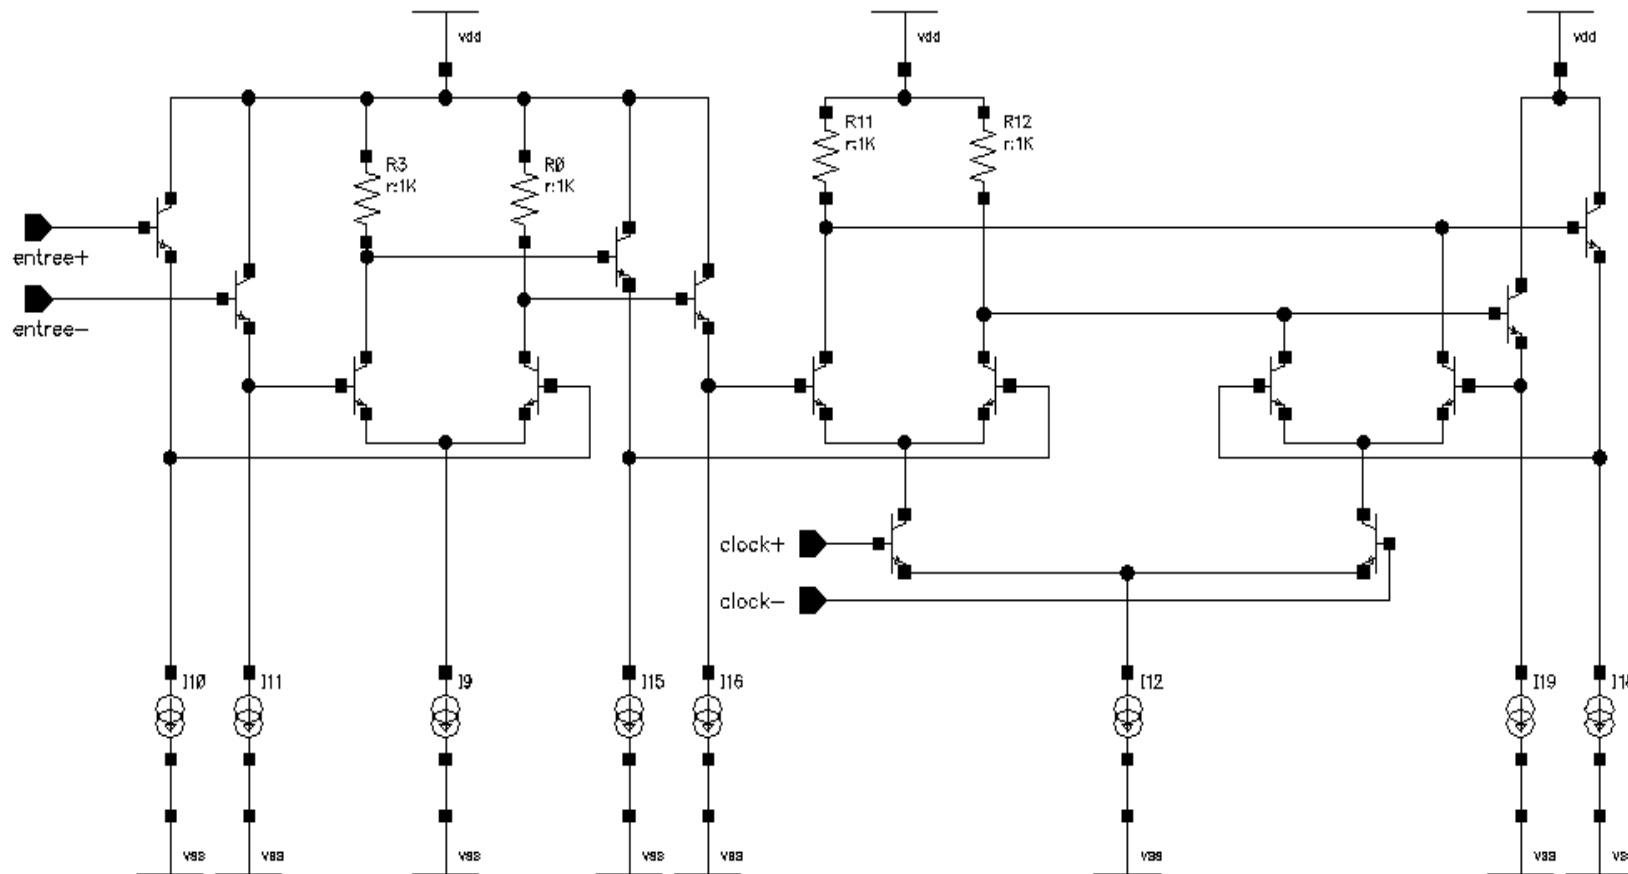 vdd
vdd
vdd
R11
r:1K
R12
r:1K
R3
r:1K
RØ
r:1K
entree+
entree-
clock+
clock-
I1Ø
I11
I9
I15
I16
I12
I19
vss
vss
vss
vss
vss
vss
vss